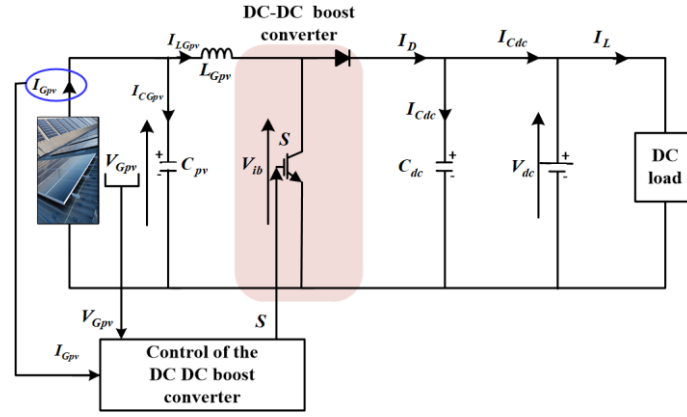 DC-DC boost
converter
I_LGpv
L_Gpv
I_D
I_Cdc
I_L
I_Gpv
I_CGpv
I_Cdc
V_Gpv
+
-
C_pv
V_ib
S
C_dc
+
-
V_dc
+
-
DC
load
V_Gpv
S
I_Gpv
Control of the
DC DC boost
converter